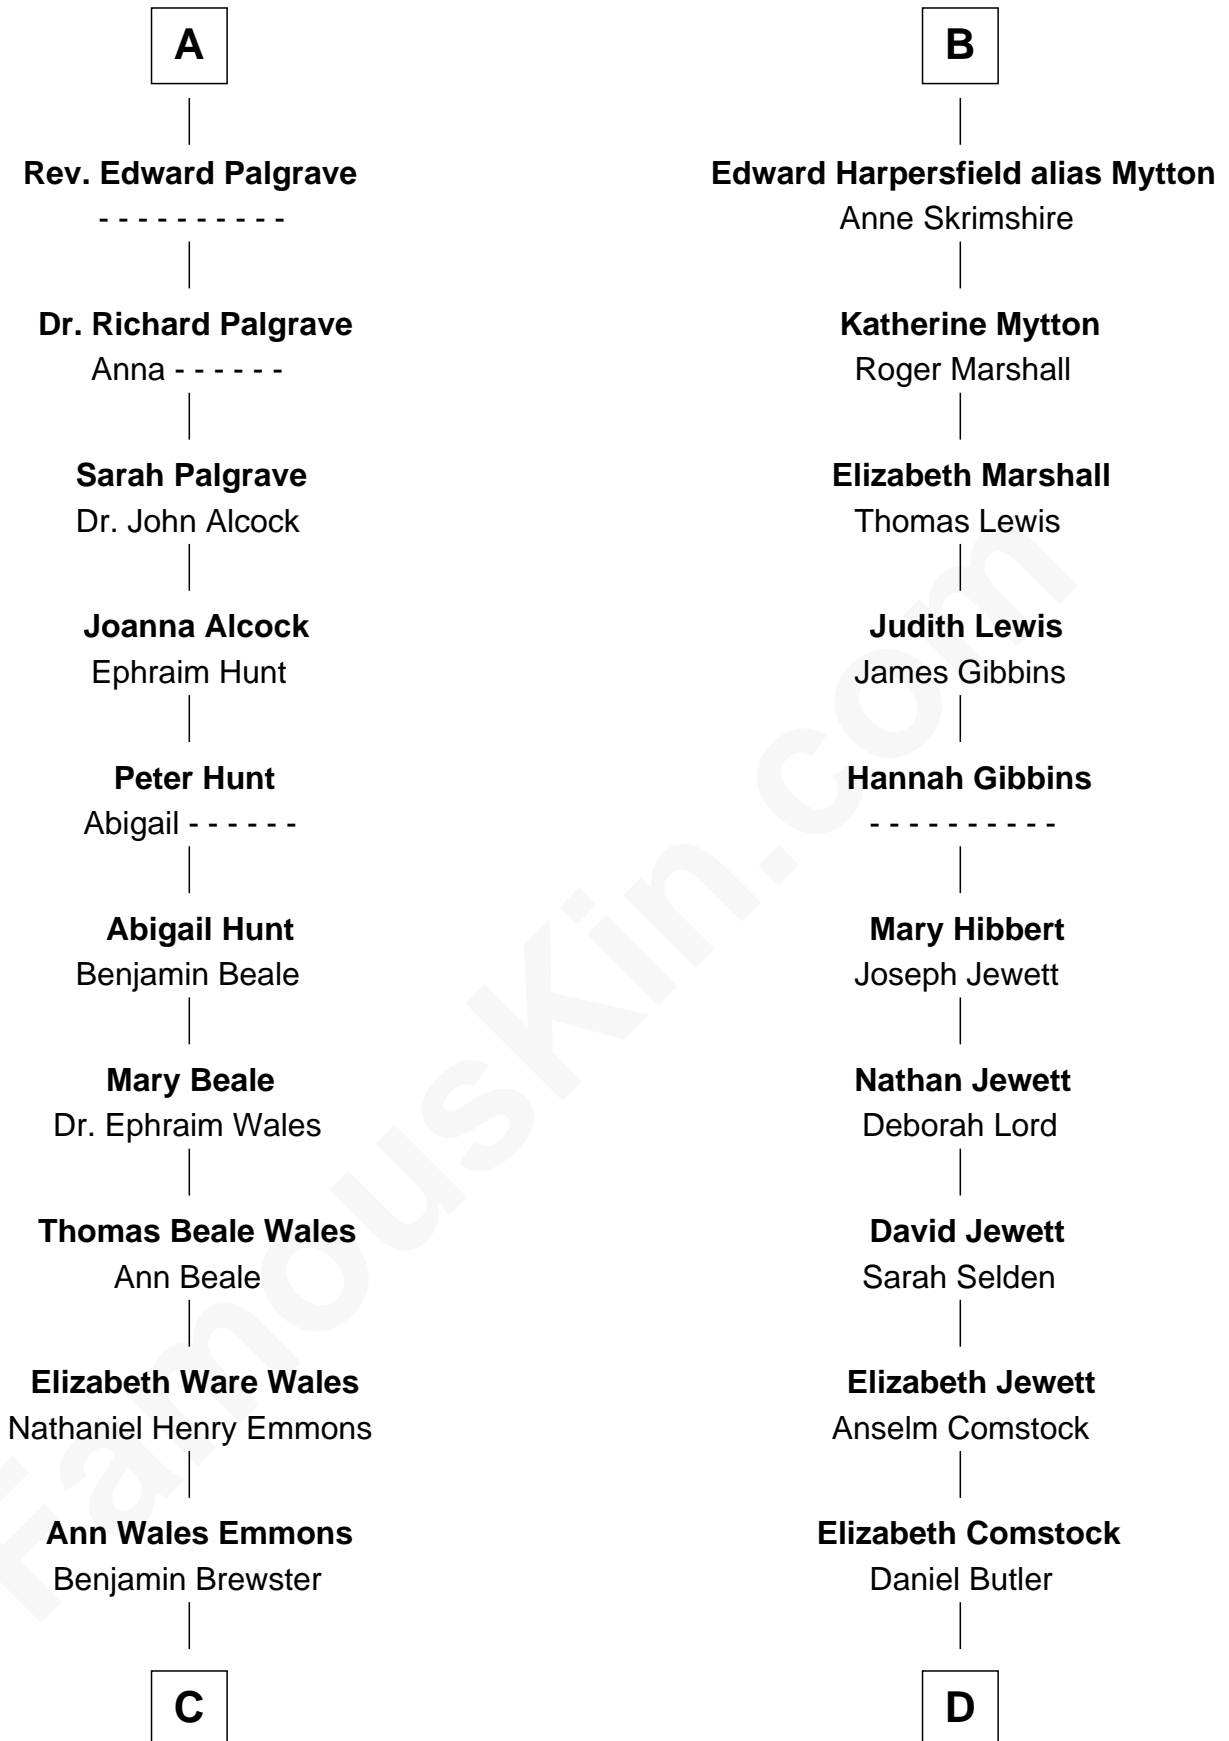 A
Rev. Edward Palgrave
- - - - - - - - - -
Dr. Richard Palgrave
Anna - - - - - -
Sarah Palgrave
Dr. John Alcock
Joanna Alcock
Ephraim Hunt
Peter Hunt
Abigail - - - - - -
Abigail Hunt
Benjamin Beale
Mary Beale
Dr. Ephraim Wales
Thomas Beale Wales
Ann Beale
Elizabeth Ware Wales
Nathaniel Henry Emmons
Ann Wales Emmons
Benjamin Brewster
C
B
Edward Harpersfield alias Mytton
Anne Skrimshire
Katherine Mytton
Roger Marshall
Elizabeth Marshall
Thomas Lewis
Judith Lewis
James Gibbins
Hannah Gibbins
- - - - - - - - - -
Mary Hibbert
Joseph Jewett
Nathan Jewett
Deborah Lord
David Jewett
Sarah Selden
Elizabeth Jewett
Anselm Comstock
Elizabeth Comstock
Daniel Butler
D
FamousKin.com